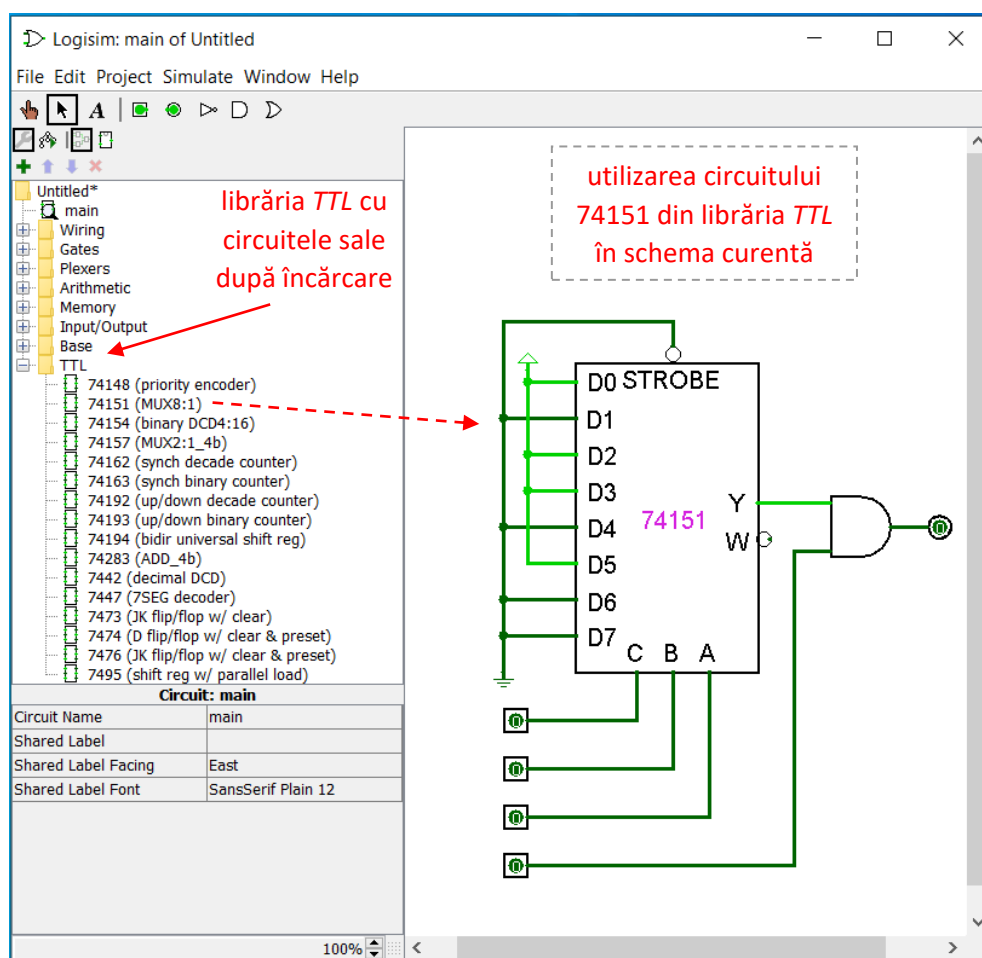 Logisim: main of Untitled
File Edit Project Simulate Window Help
A
Untitled*
main
Wiring
Gates
Plexers
Arithmetic
Memory
Input/Output
Base
TTL
74148 (priority encoder)
74151 (MUX8:1)
74154 (binary DCD4:16)
74157 (MUX2:1_4b)
74162 (synch decade counter)
74163 (synch binary counter)
74192 (up/down decade counter)
74193 (up/down binary counter)
74194 (bidir universal shift reg)
74283 (ADD_4b)
7442 (decimal DCD)
7447 (7SEG decoder)
7473 (JK flip/flop w/ clear)
7474 (D flip/flop w/ clear & preset)
7476 (JK flip/flop w/ clear & preset)
7495 (shift reg w/ parallel load)
librăria TTL cu
circuitele sale
după încărcare
Circuit: main
Circuit Name main
Shared Label
Shared Label Facing East
Shared Label Font SansSerif Plain 12
100%
utilizarea circuitului
74151 din librăria TTL
în schema curentă
D0 STROBE
D1
D2
D3
D4 74151
D5
D6
D7
Y
W
C B A
0
0
0
0
0